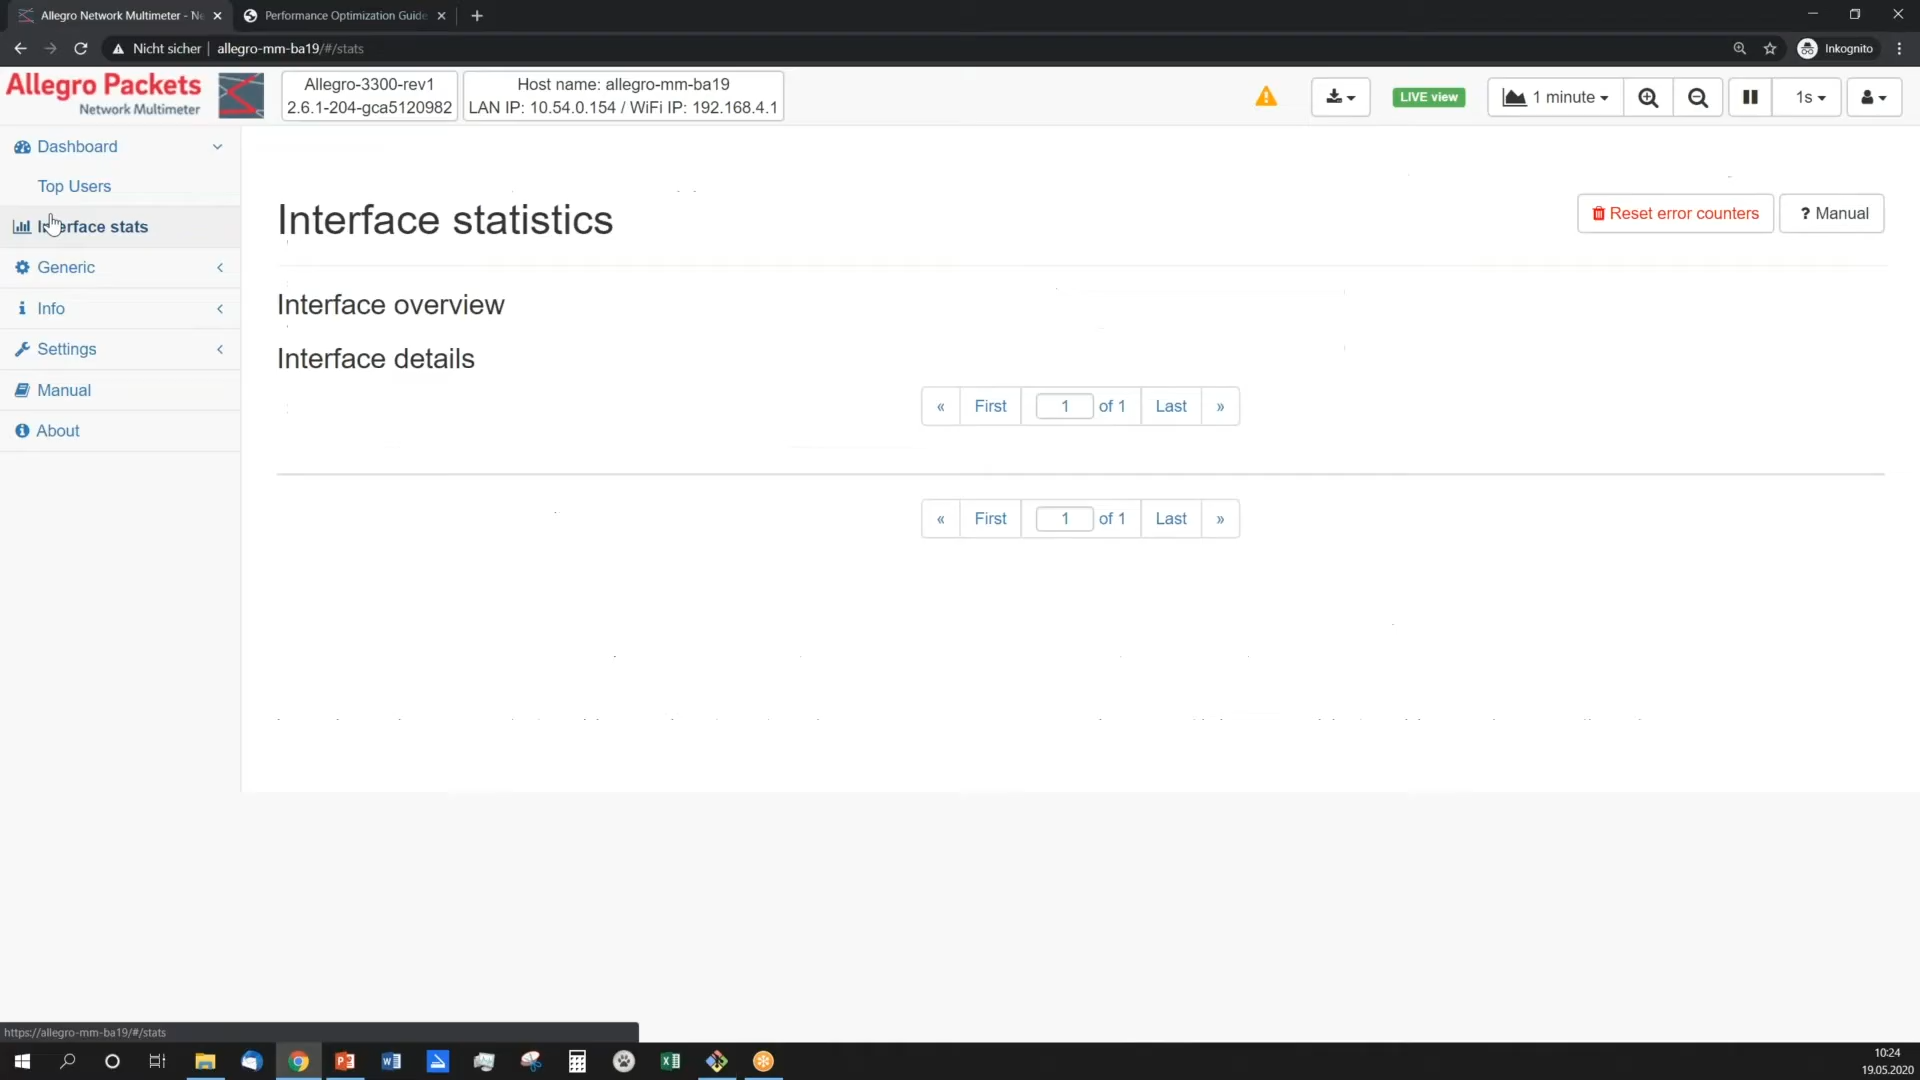 Allegro Network Multimeter - Ne
Performance Optimization Guide
Nicht sicher | allegro-mm-ba19/#/stats
Inkognito
Allegro Packets
Network Multimeter
Allegro-3300-rev1
2.6.1-204-gca5120982
Host name: allegro-mm-ba19
LAN IP: 10.54.0.154 / WiFi IP: 192.168.4.1
LIVE view
1 minute
1s
Dashboard
Top Users
Interface stats
Generic
Info
Settings
Manual
About
Interface statistics
Reset error counters
? Manual
Interface overview
Interface details
« First 1 of 1 Last »
« First 1 of 1 Last »
https://allegro-mm-ba19/#/stats
10:24
19.05.2020